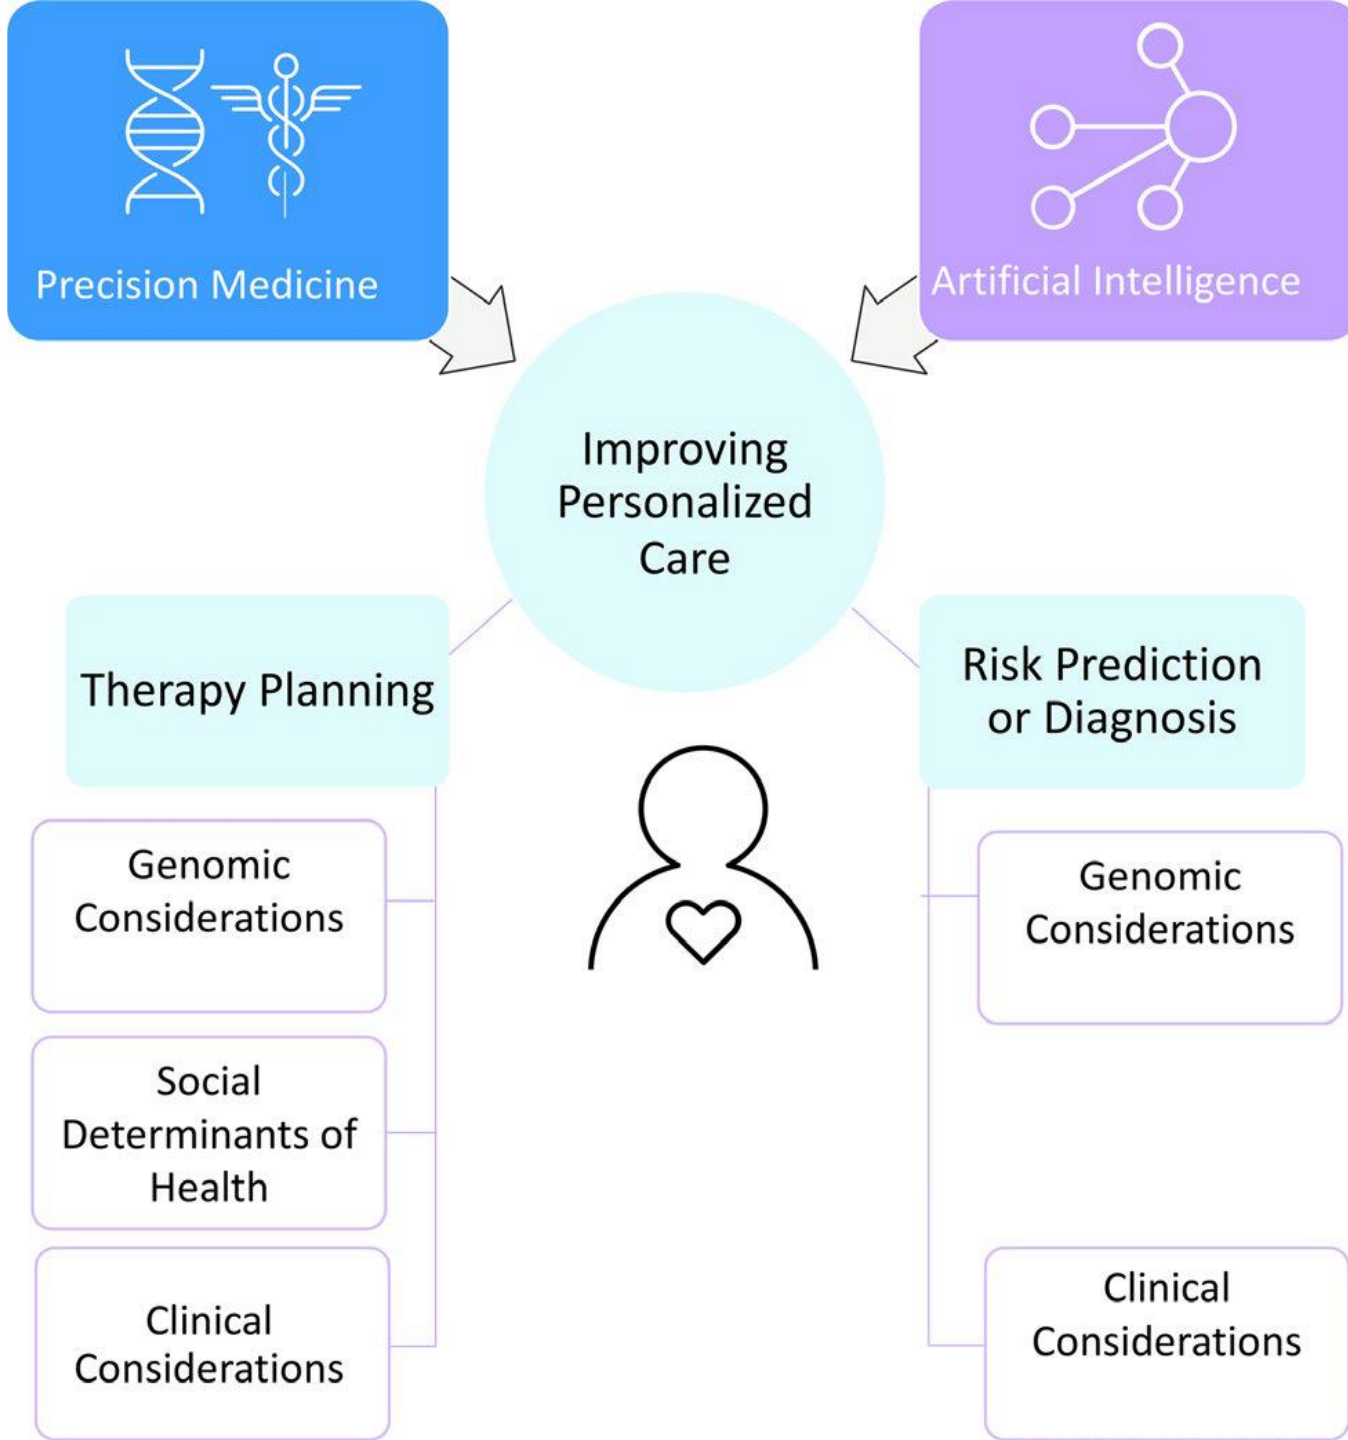 Precision Medicine
Artificial Intelligence
Improving
Personalized
Care
Therapy Planning
Risk Prediction
or Diagnosis
Genomic
Considerations
Social
Determinants of
Health
Clinical
Considerations
Genomic
Considerations
Clinical
Considerations